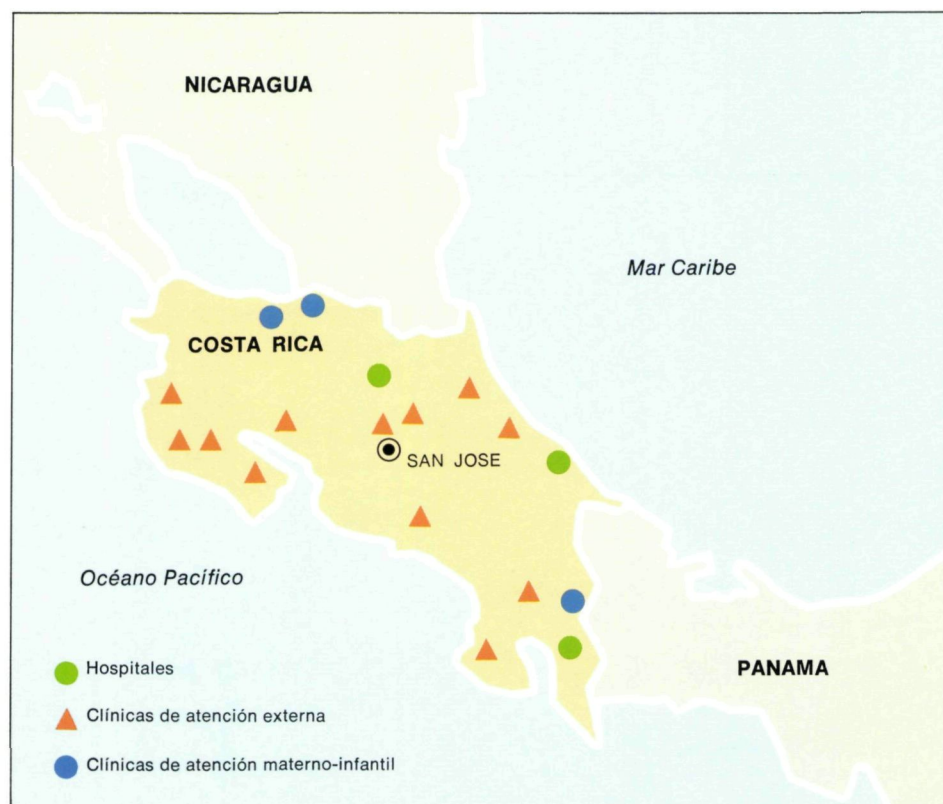 NICARAGUA
Mar Caribe
COSTA RICA
SAN JOSE
Océano Pacífico
PANAMA
Hospitales
Clínicas de atención externa
Clínicas de atención materno-infantil